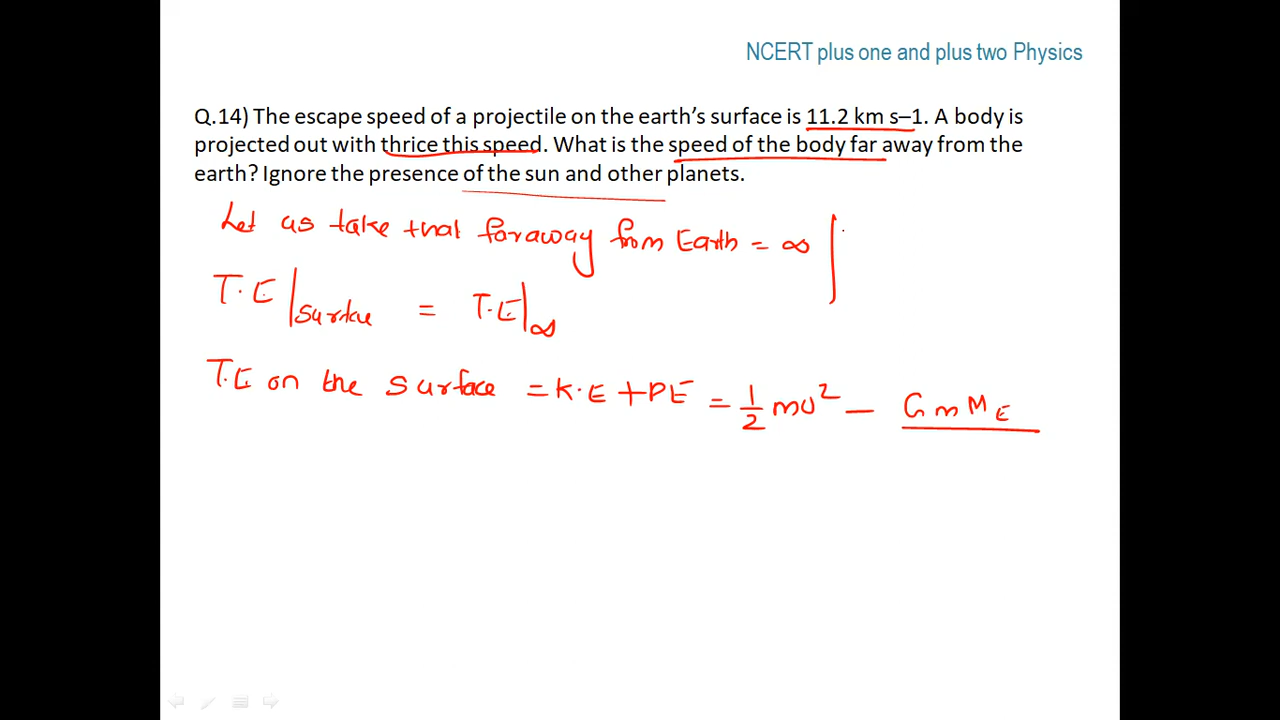 NCERT plus one and plus two Physics
Q.14) The escape speed of a projectile on the earth's surface is 11.2 km s–1. A body is
projected out with thrice this speed. What is the speed of the body far away from the
earth? Ignore the presence of the sun and other planets.
Let us take that far away from Earth = ∞
T.E|surface = T.E|∞
T.E on the surface = K.E + PE = 1/2 mv² – GmME